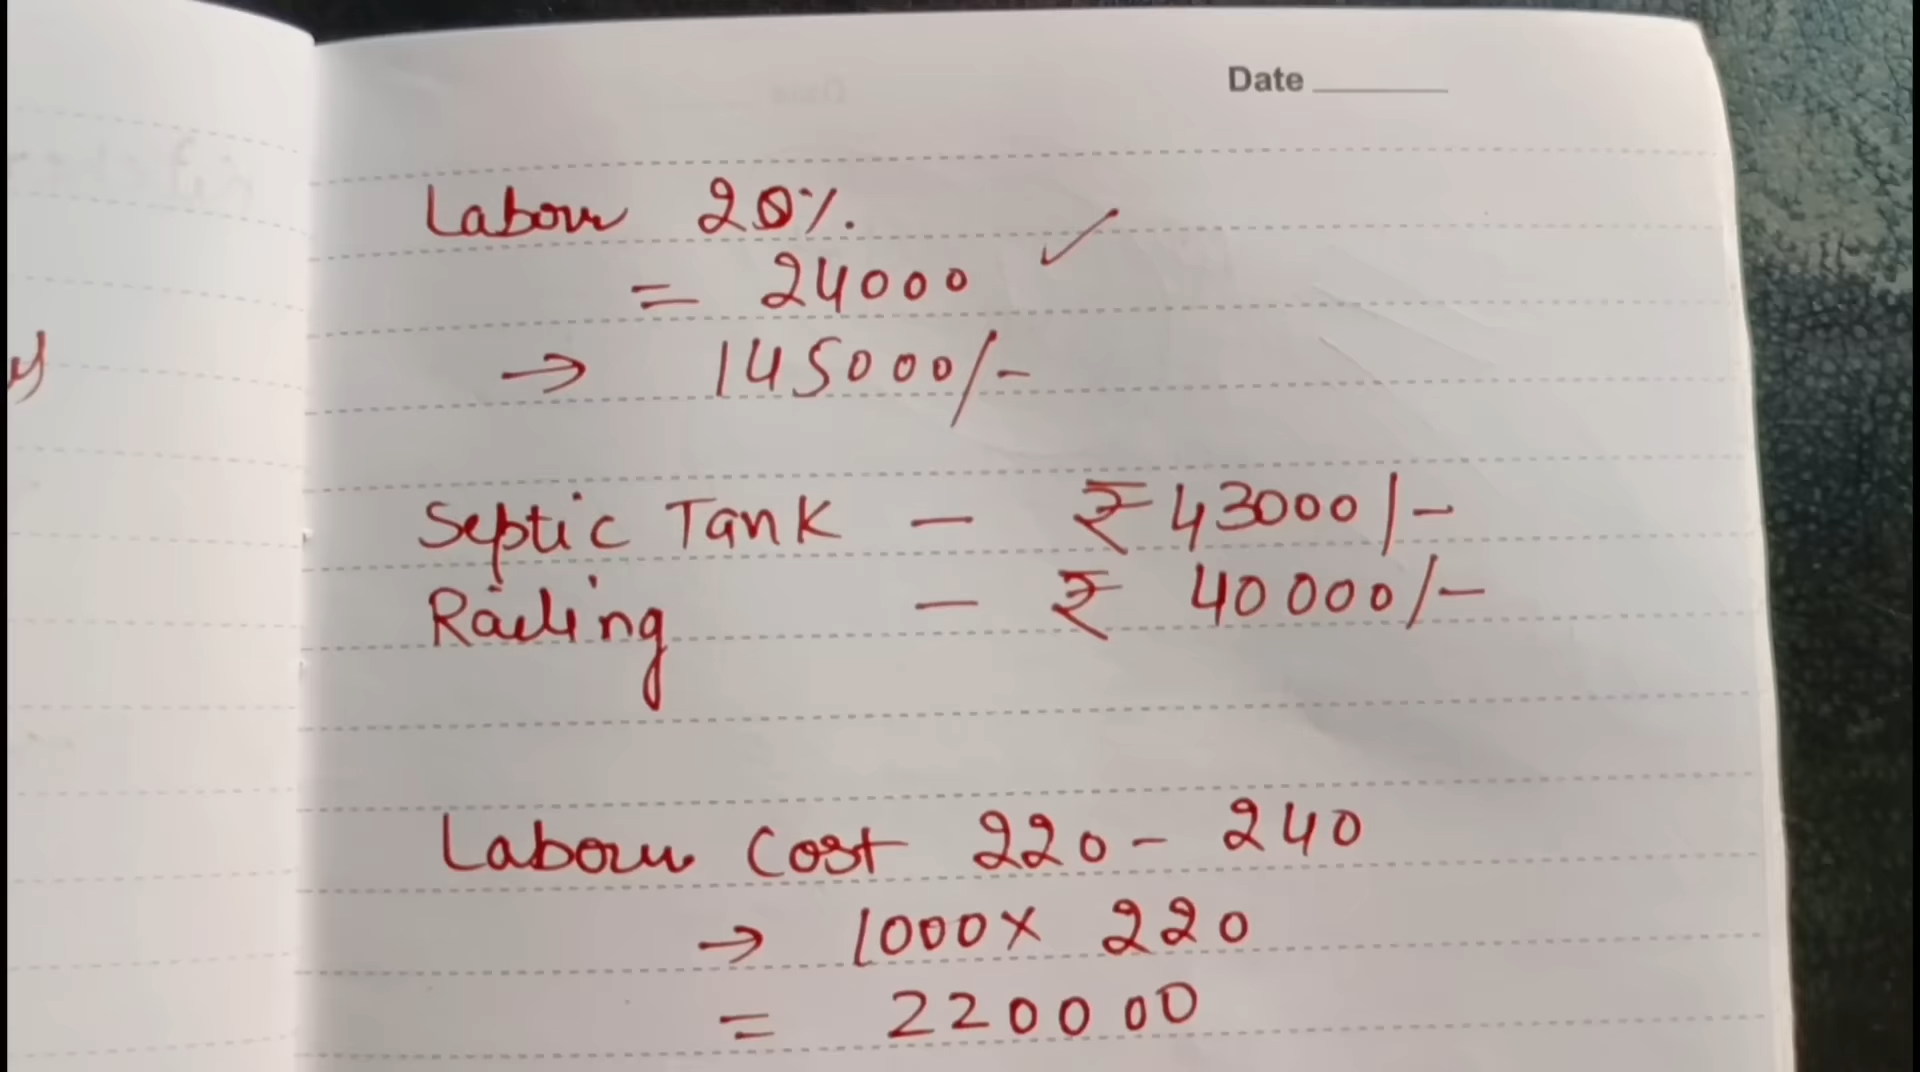 Date
Labour 20%.
= 24000 ✓
→ 145000/-
Septic Tank - ₹ 43000/-
Railing - ₹ 40000/-
Labour Cost 220 - 240
→ 1000 x 220
= 220000